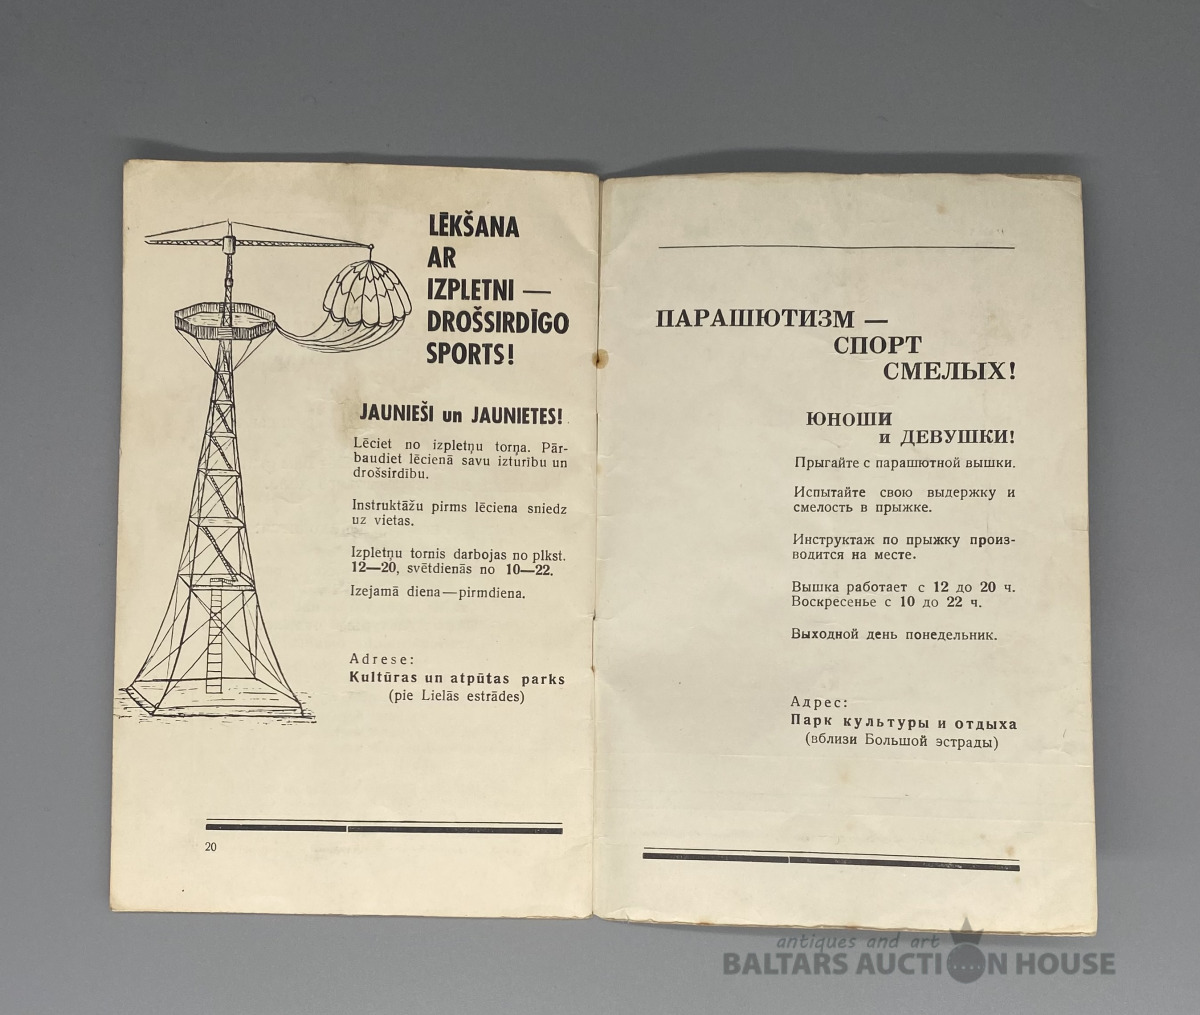 LĒKŠANA
AR
IZPLETNI —
DROŠSIRDĪGO
SPORTS!
JAUNIEŠI un JAUNIETES!
Lēciet no izpletņu torņa. Pār-
baudiet lēcienā savu izturību un
drošsirdību.
Instruktāžu pirms lēciena sniedz
uz vietas.
Izpletņu tornis darbojas no plkst.
12—20, svētdienās no 10—22.
Izejamā diena—pirmdiena.
Adrese:
Kultūras un atpūtas parks
(pie Lielās estrādes)
20
ПАРАШЮТИЗМ —
СПОРТ
СМЕЛЫХ!
ЮНОШИ
и ДЕВУШКИ!
Прыгайте с парашютной вышки.
Испытайте свою выдержку и
смелость в прыжке.
Инструктаж по прыжку произ-
водится на месте.
Вышка работает с 12 до 20 ч.
Воскресенье с 10 до 22 ч.
Выходной день понедельник.
Адрес:
Парк культуры и отдыха
(вблизи Большой эстрады)
antiques and art
BALTARS AUCTION HOUSE